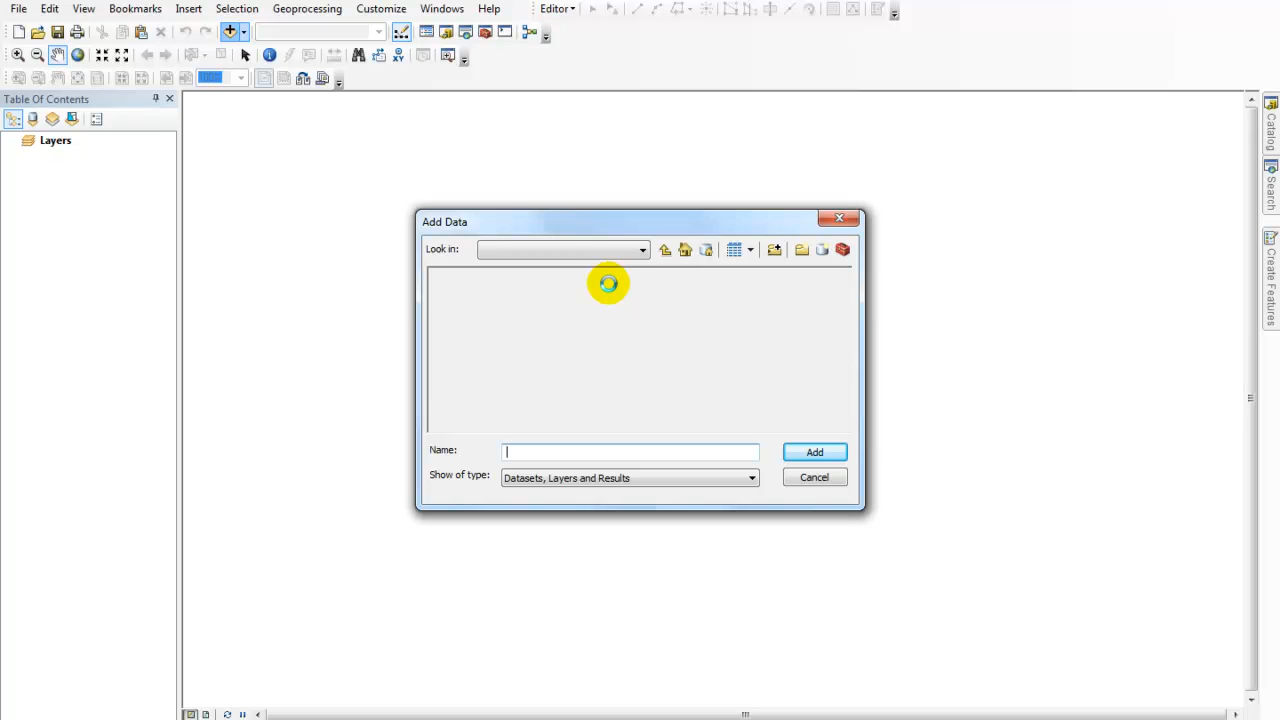 File Edit View Bookmarks Insert Selection Geoprocessing Customize Windows Help Editor
Table Of Contents
Layers
Add Data
Look in:
Name:
Add
Show of type: Datasets, Layers and Results
Cancel
Catalog
Search
Create Features